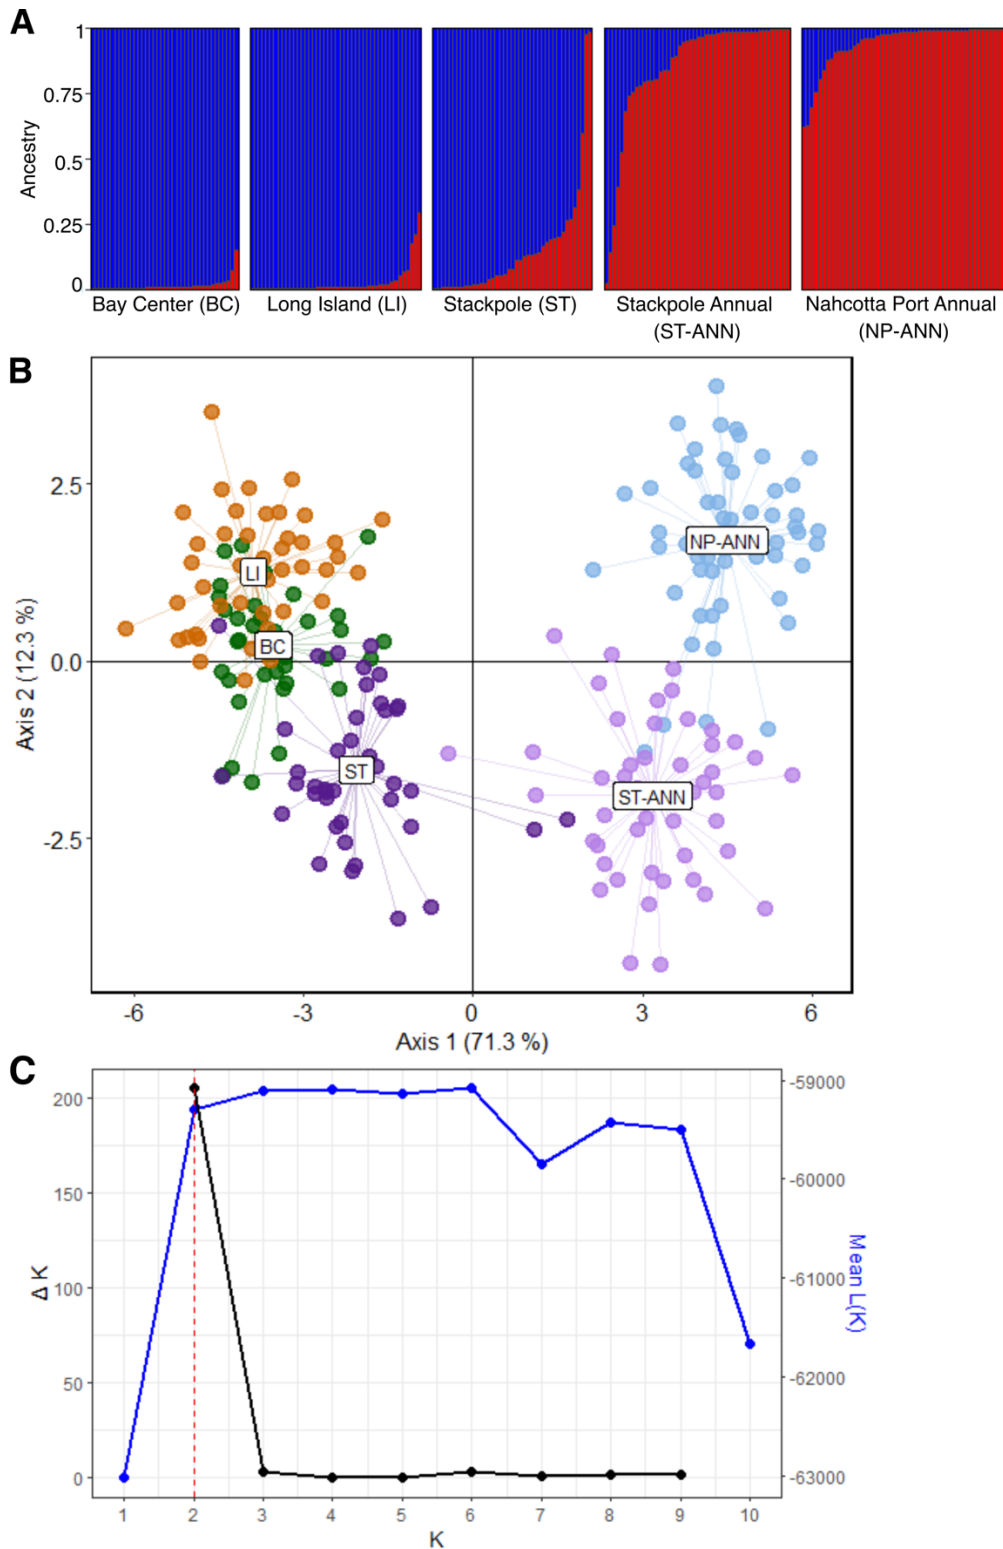 A
1
0.75
0.5
0.25
0
Ancestry
Bay Center (BC)
Long Island (LI)
Stackpole (ST)
Stackpole Annual
(ST-ANN)
Nahcotta Port Annual
(NP-ANN)
B
2.5
0.0
-2.5
Axis 2 (12.3 %)
LI
BC
ST
NP-ANN
ST-ANN
-6 -3 0 3 6
Axis 1 (71.3 %)
C
200
150
100
50
0
Δ K
-59000
-60000
-61000
-62000
-63000
Mean L(K)
1 2 3 4 5 6 7 8 9 10
K